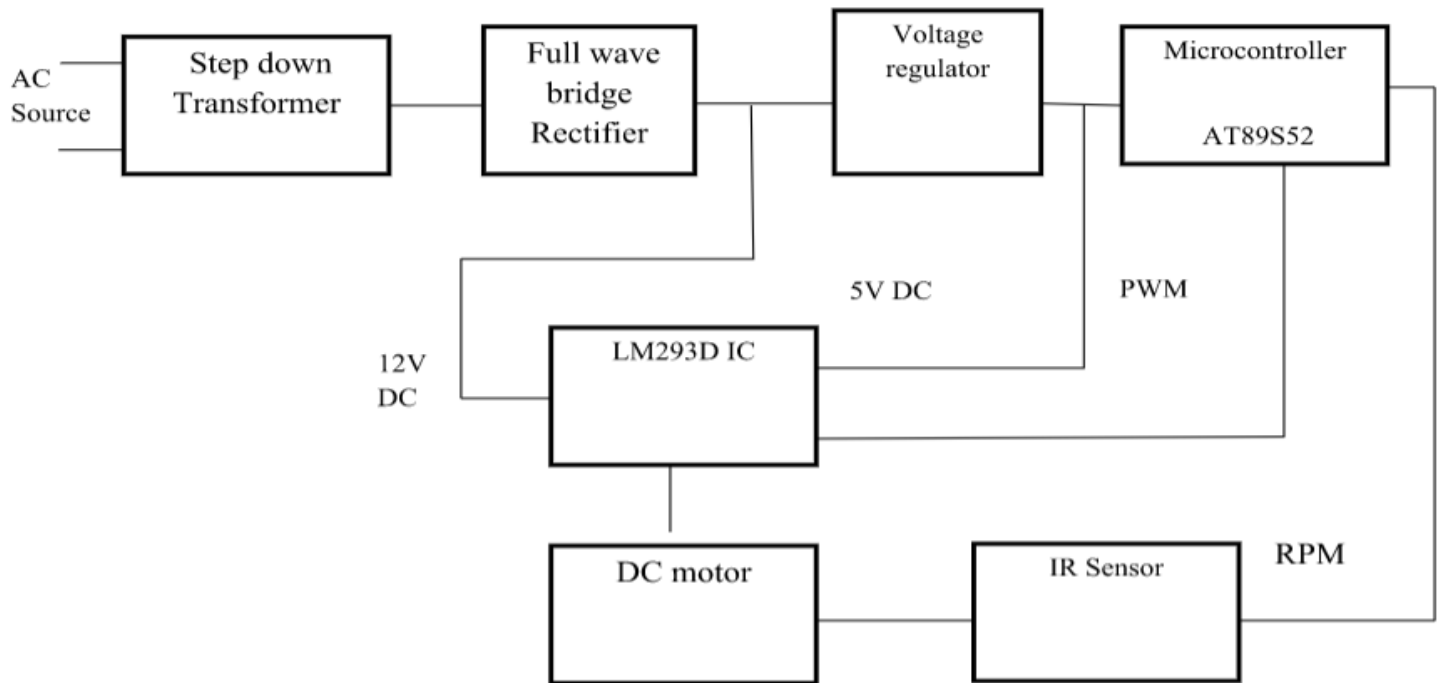 AC
Source
Step down
Transformer
Full wave
bridge
Rectifier
Voltage
regulator
Microcontroller
AT89S52
5V DC
PWM
12V
DC
LM293D IC
DC motor
IR Sensor
RPM